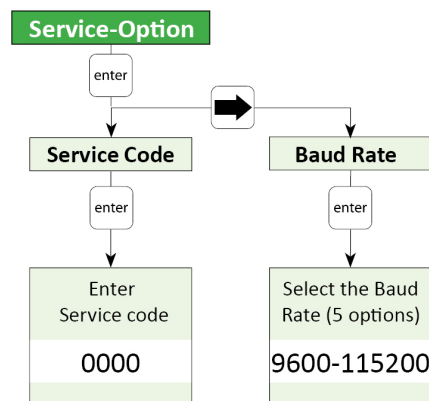 Service-Option
enter
Service Code
Baud Rate
enter
enter
Enter
Service code
0000
Select the Baud
Rate (5 options)
9600-115200